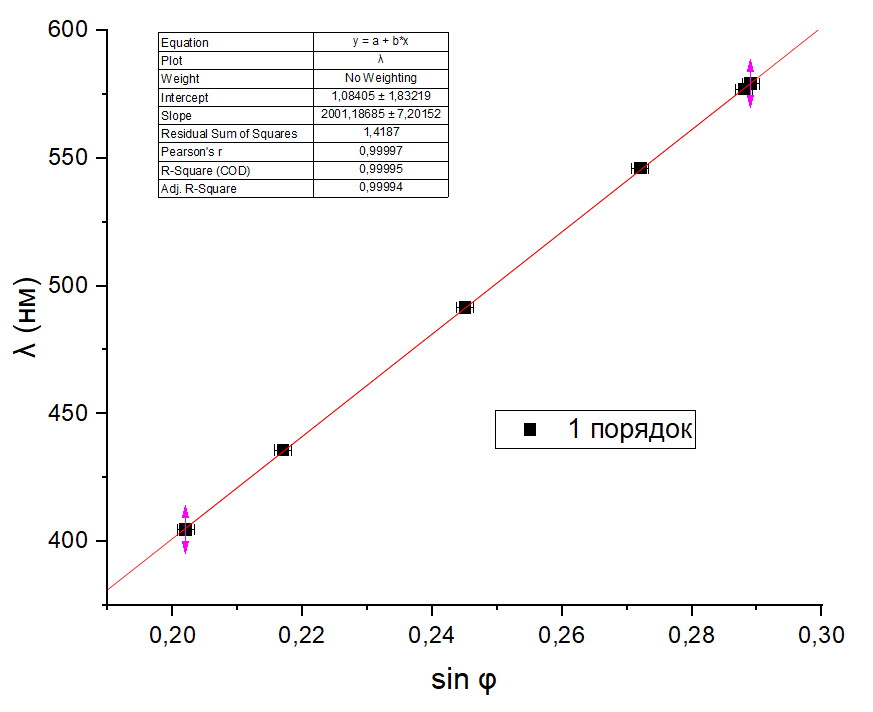 Equation y = a + b*x
Plot λ
Weight No Weighting
Intercept 1,08405 ± 1,83219
Slope 2001,18685 ± 7,20152
Residual Sum of Squares 1,4187
Pearson's r 0,99997
R-Square (COD) 0,99995
Adj. R-Square 0,99994
600
550
500
450
400
λ (нм)
1 порядок
0,20 0,22 0,24 0,26 0,28 0,30
sin φ